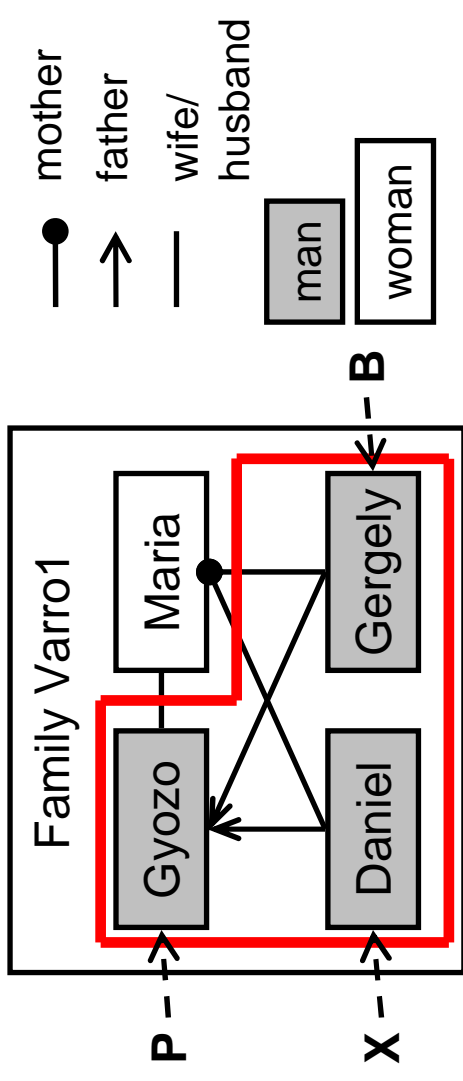 Family Varro1
Gyozo
Maria
Daniel
Gergely
P
X
B
mother
father
wife/
husband
man
woman